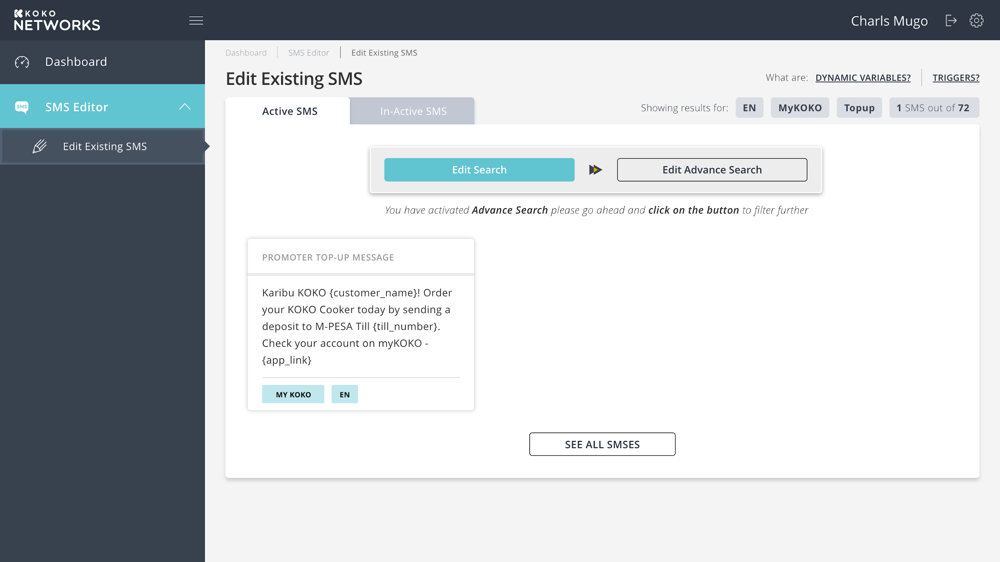 KOKO
NETWORKS
Charls Mugo
Dashboard
SMS
SMS Editor
Edit Existing SMS
Dashboard | SMS Editor | Edit Existing SMS
Edit Existing SMS
What are: DYNAMIC VARIABLES? | TRIGGERS?
Active SMS
In-Active SMS
Showing results for: EN MyKOKO Topup 1 SMS out of 72
Edit Search
Edit Advance Search
You have activated Advance Search please go ahead and click on the button to filter further
PROMOTER TOP-UP MESSAGE
Karibu KOKO {customer_name}! Order
your KOKO Cooker today by sending a
deposit to M-PESA Till {till_number}.
Check your account on myKOKO -
{app_link}
MY KOKO
EN
SEE ALL SMSES